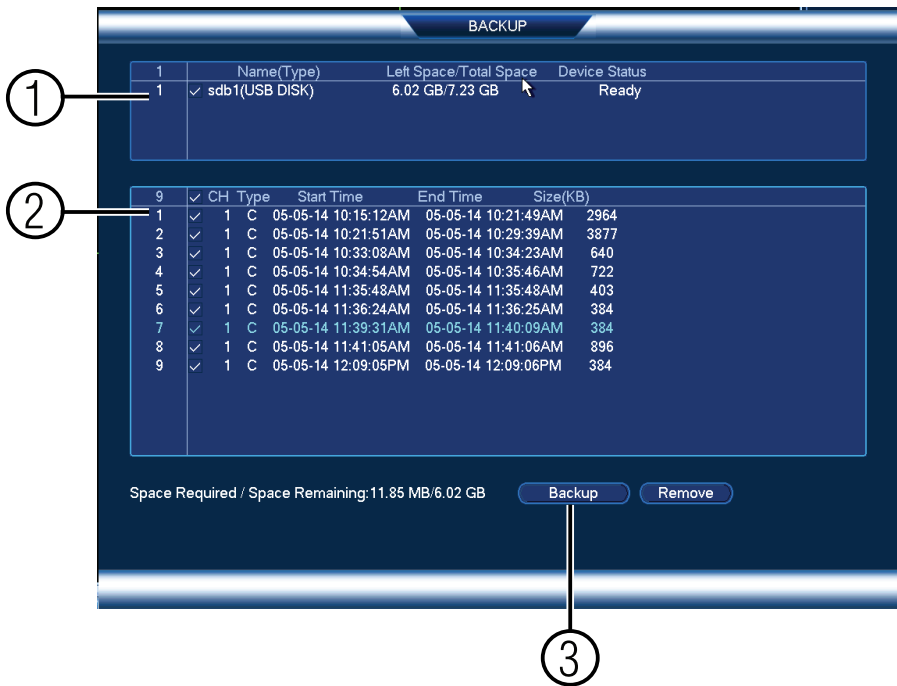 BACKUP
1 Name(Type) Left Space/Total Space Device Status
1 sdb1(USB DISK) 6.02 GB/7.23 GB Ready
1
9 CH Type Start Time End Time Size(KB)
2
1 1 C 05-05-14 10:15:12AM 05-05-14 10:21:49AM 2964
2 1 C 05-05-14 10:21:51AM 05-05-14 10:29:39AM 3877
3 1 C 05-05-14 10:33:08AM 05-05-14 10:34:23AM 640
4 1 C 05-05-14 10:34:54AM 05-05-14 10:35:46AM 722
5 1 C 05-05-14 11:35:48AM 05-05-14 11:35:48AM 403
6 1 C 05-05-14 11:36:24AM 05-05-14 11:36:25AM 384
7 1 C 05-05-14 11:39:31AM 05-05-14 11:40:09AM 384
8 1 C 05-05-14 11:41:05AM 05-05-14 11:41:06AM 896
9 1 C 05-05-14 12:09:05PM 05-05-14 12:09:06PM 384
Space Required / Space Remaining:11.85 MB/6.02 GB Backup Remove
3